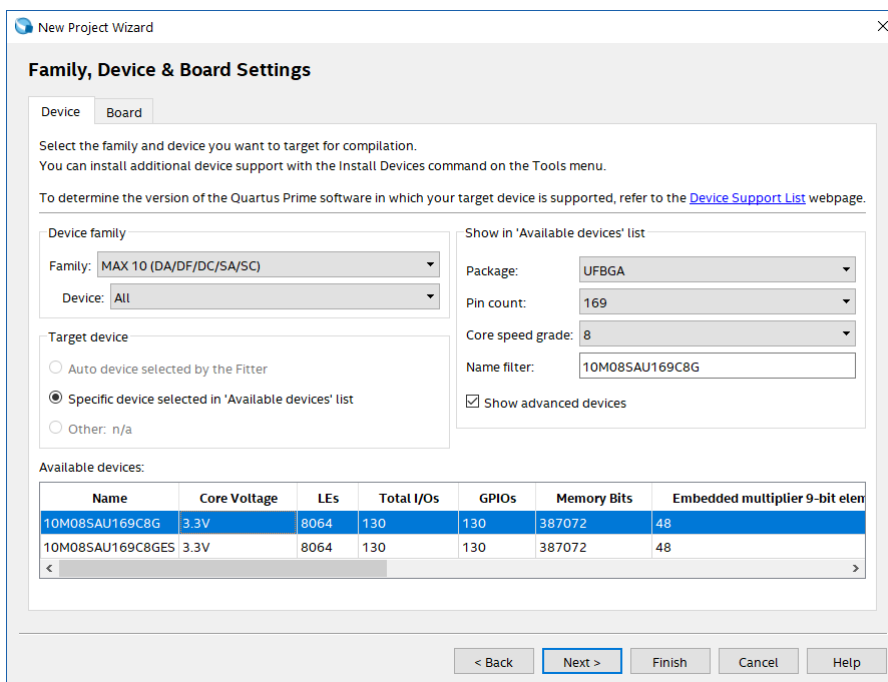 New Project Wizard
Family, Device & Board Settings
Device Board
Select the family and device you want to target for compilation.
You can install additional device support with the Install Devices command on the Tools menu.
To determine the version of the Quartus Prime software in which your target device is supported, refer to the Device Support List webpage.
Device family
Family: MAX 10 (DA/DF/DC/SA/SC)
Device: All
Target device
Auto device selected by the Fitter
Specific device selected in 'Available devices' list
Other: n/a
Show in 'Available devices' list
Package: UFBGA
Pin count: 169
Core speed grade: 8
Name filter: 10M08SAU169C8G
Show advanced devices
Available devices:
Name Core Voltage LEs Total I/Os GPIOs Memory Bits Embedded multiplier 9-bit elem
10M08SAU169C8G 3.3V 8064 130 130 387072 48
10M08SAU169C8GES 3.3V 8064 130 130 387072 48
< Back Next > Finish Cancel Help